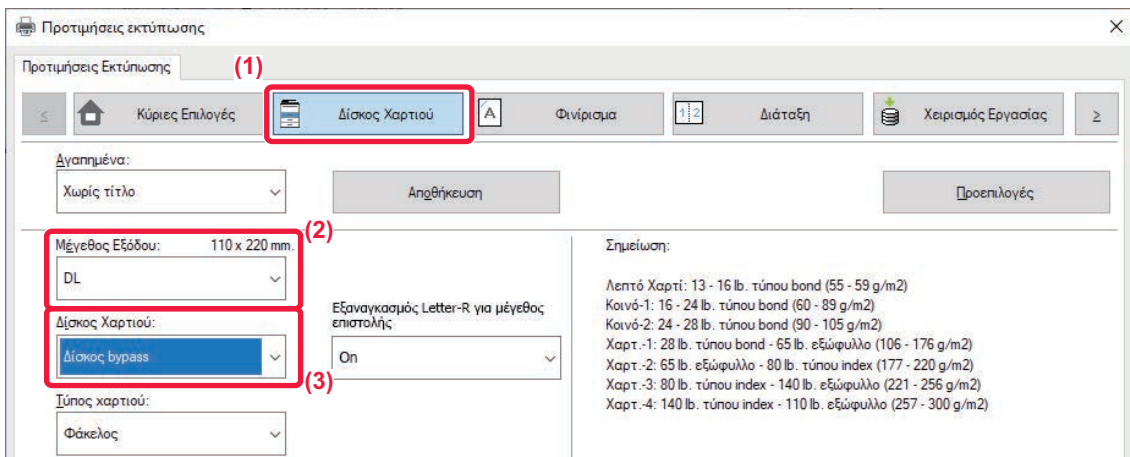 Προτιμήσεις εκτύπωσης
Προτιμήσεις Εκτύπωσης
(1)
<
Κύριες Επιλογές
Δίσκος Χαρτιού
A
Φινίρισμα
1 2
Διάταξη
Χειρισμός Εργασίας
>
Αγαπημένα:
Χωρίς τίτλο
Αποθήκευση
Προεπιλογές
(2)
Μέγεθος Εξόδου: 110 x 220 mm.
DL
Δίσκος Χαρτιού:
Δίσκος bypass
(3)
Τύπος χαρτιού:
Φάκελος
Εξαναγκασμός Letter-R για μέγεθος
επιστολής
On
Σημείωση:
Λεπτό Χαρτί: 13 - 16 lb. τύπου bond (55 - 59 g/m2)
Κοινό-1: 16 - 24 lb. τύπου bond (60 - 89 g/m2)
Κοινό-2: 24 - 28 lb. τύπου bond (90 - 105 g/m2)
Χαρτ.-1: 28 lb. τύπου bond - 65 lb. εξώφυλλο (106 - 176 g/m2)
Χαρτ.-2: 65 lb. εξώφυλλο - 80 lb. τύπου index (177 - 220 g/m2)
Χαρτ.-3: 80 lb. τύπου index - 140 lb. εξώφυλλο (221 - 256 g/m2)
Χαρτ.-4: 140 lb. τύπου index - 110 lb. εξώφυλλο (257 - 300 g/m2)